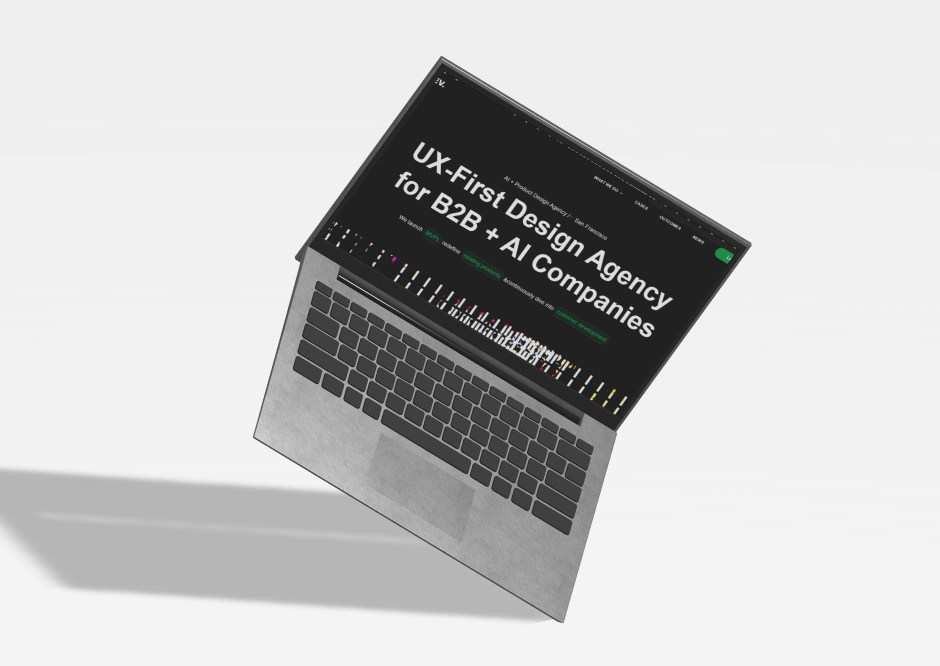 WHAT WE DO
CASES
OUTCOMES
NEWS
AI + Product Design Agency / San Francisco
UX-First Design Agency
for B2B + AI Companies
We launch MVPs, redefine existing products
&continuously dive into customer development